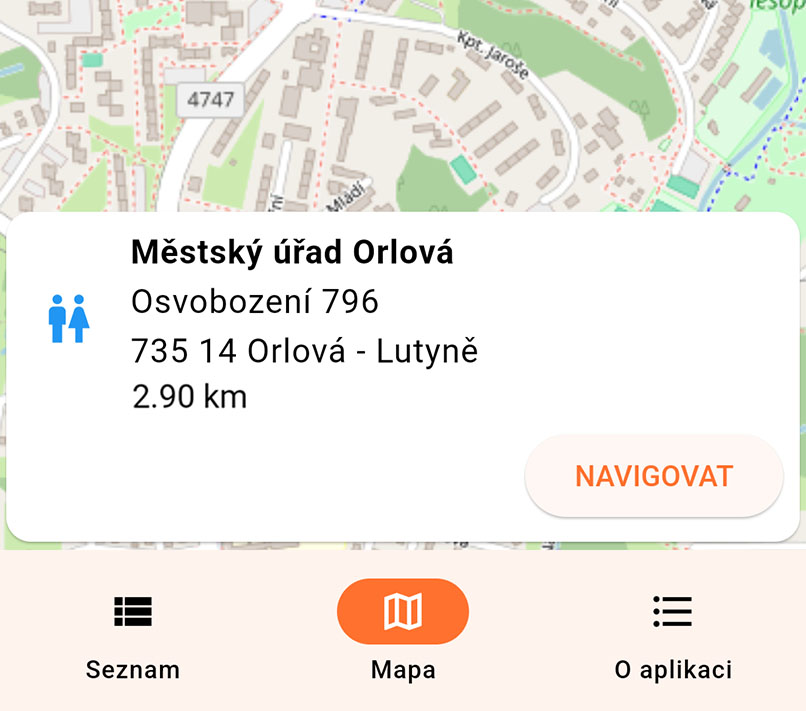 Kpt. Jaroše
4747
Mládí
Městský úřad Orlová
Osvobození 796
735 14 Orlová - Lutyně
2.90 km
NAVIGOVAT
Seznam
Mapa
O aplikaci